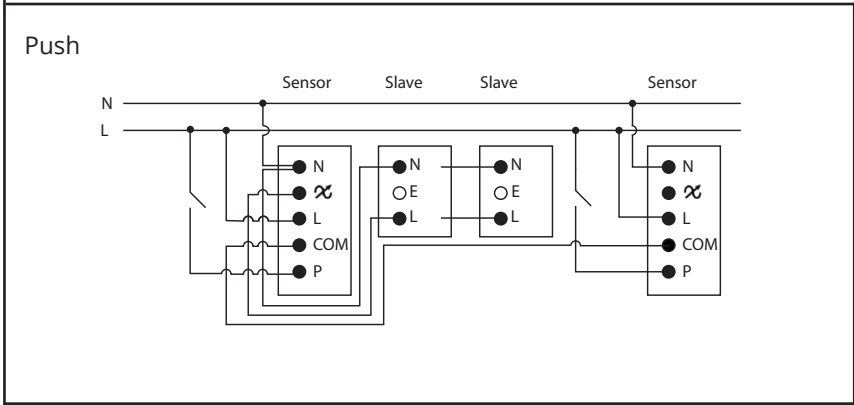 Push
Sensor Slave Slave Sensor
N
L
N N N N
E E
L L L L
COM COM
P P